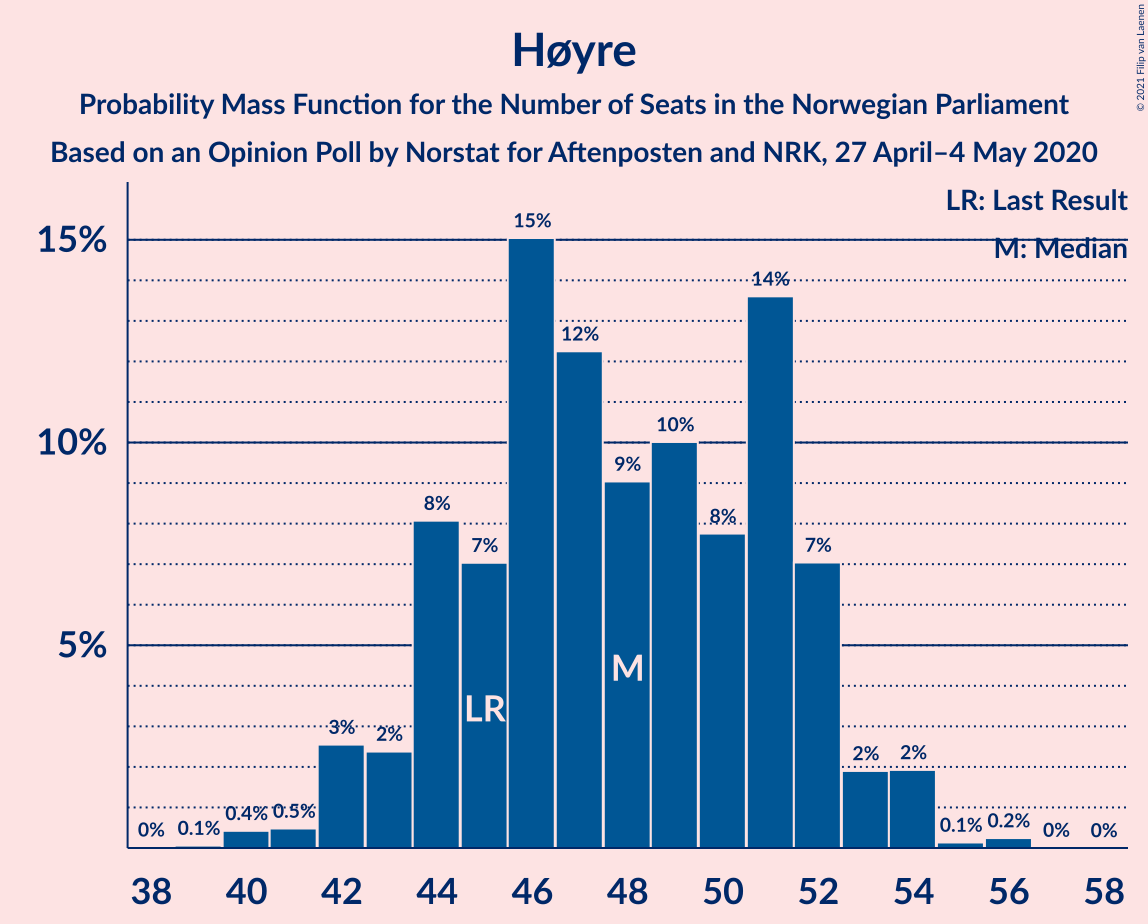 Høyre
Probability Mass Function for the Number of Seats in the Norwegian Parliament
Based on an Opinion Poll by Norstat for Aftenposten and NRK, 27 April–4 May 2020
© 2021 Filip van Laenen
LR: Last Result
M: Median
15%
10%
5%
0%
0.1%
0.4%
0.5%
3%
2%
8%
7%
15%
12%
9%
10%
8%
14%
7%
2%
2%
0.1%
0.2%
0%
0%
LR
M
38 40 42 44 46 48 50 52 54 56 58